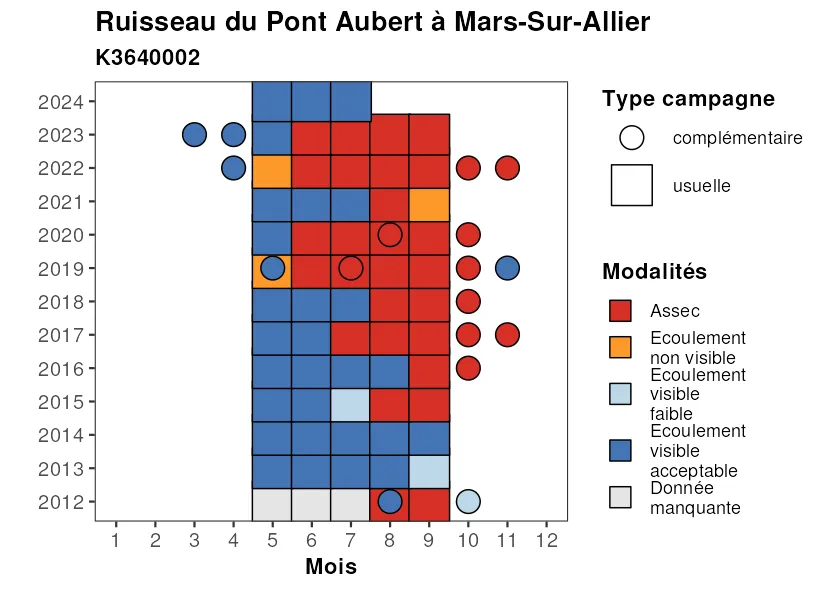 Ruisseau du Pont Aubert à Mars-Sur-Allier
K3640002
2024
2023
2022
2021
2020
2019
2018
2017
2016
2015
2014
2013
2012
1 2 3 4 5 6 7 8 9 10 11 12
Mois
Type campagne
complémentaire
usuelle
Modalités
Assec
Ecoulement
non visible
Ecoulement
visible
faible
Ecoulement
visible
acceptable
Donnée
manquante